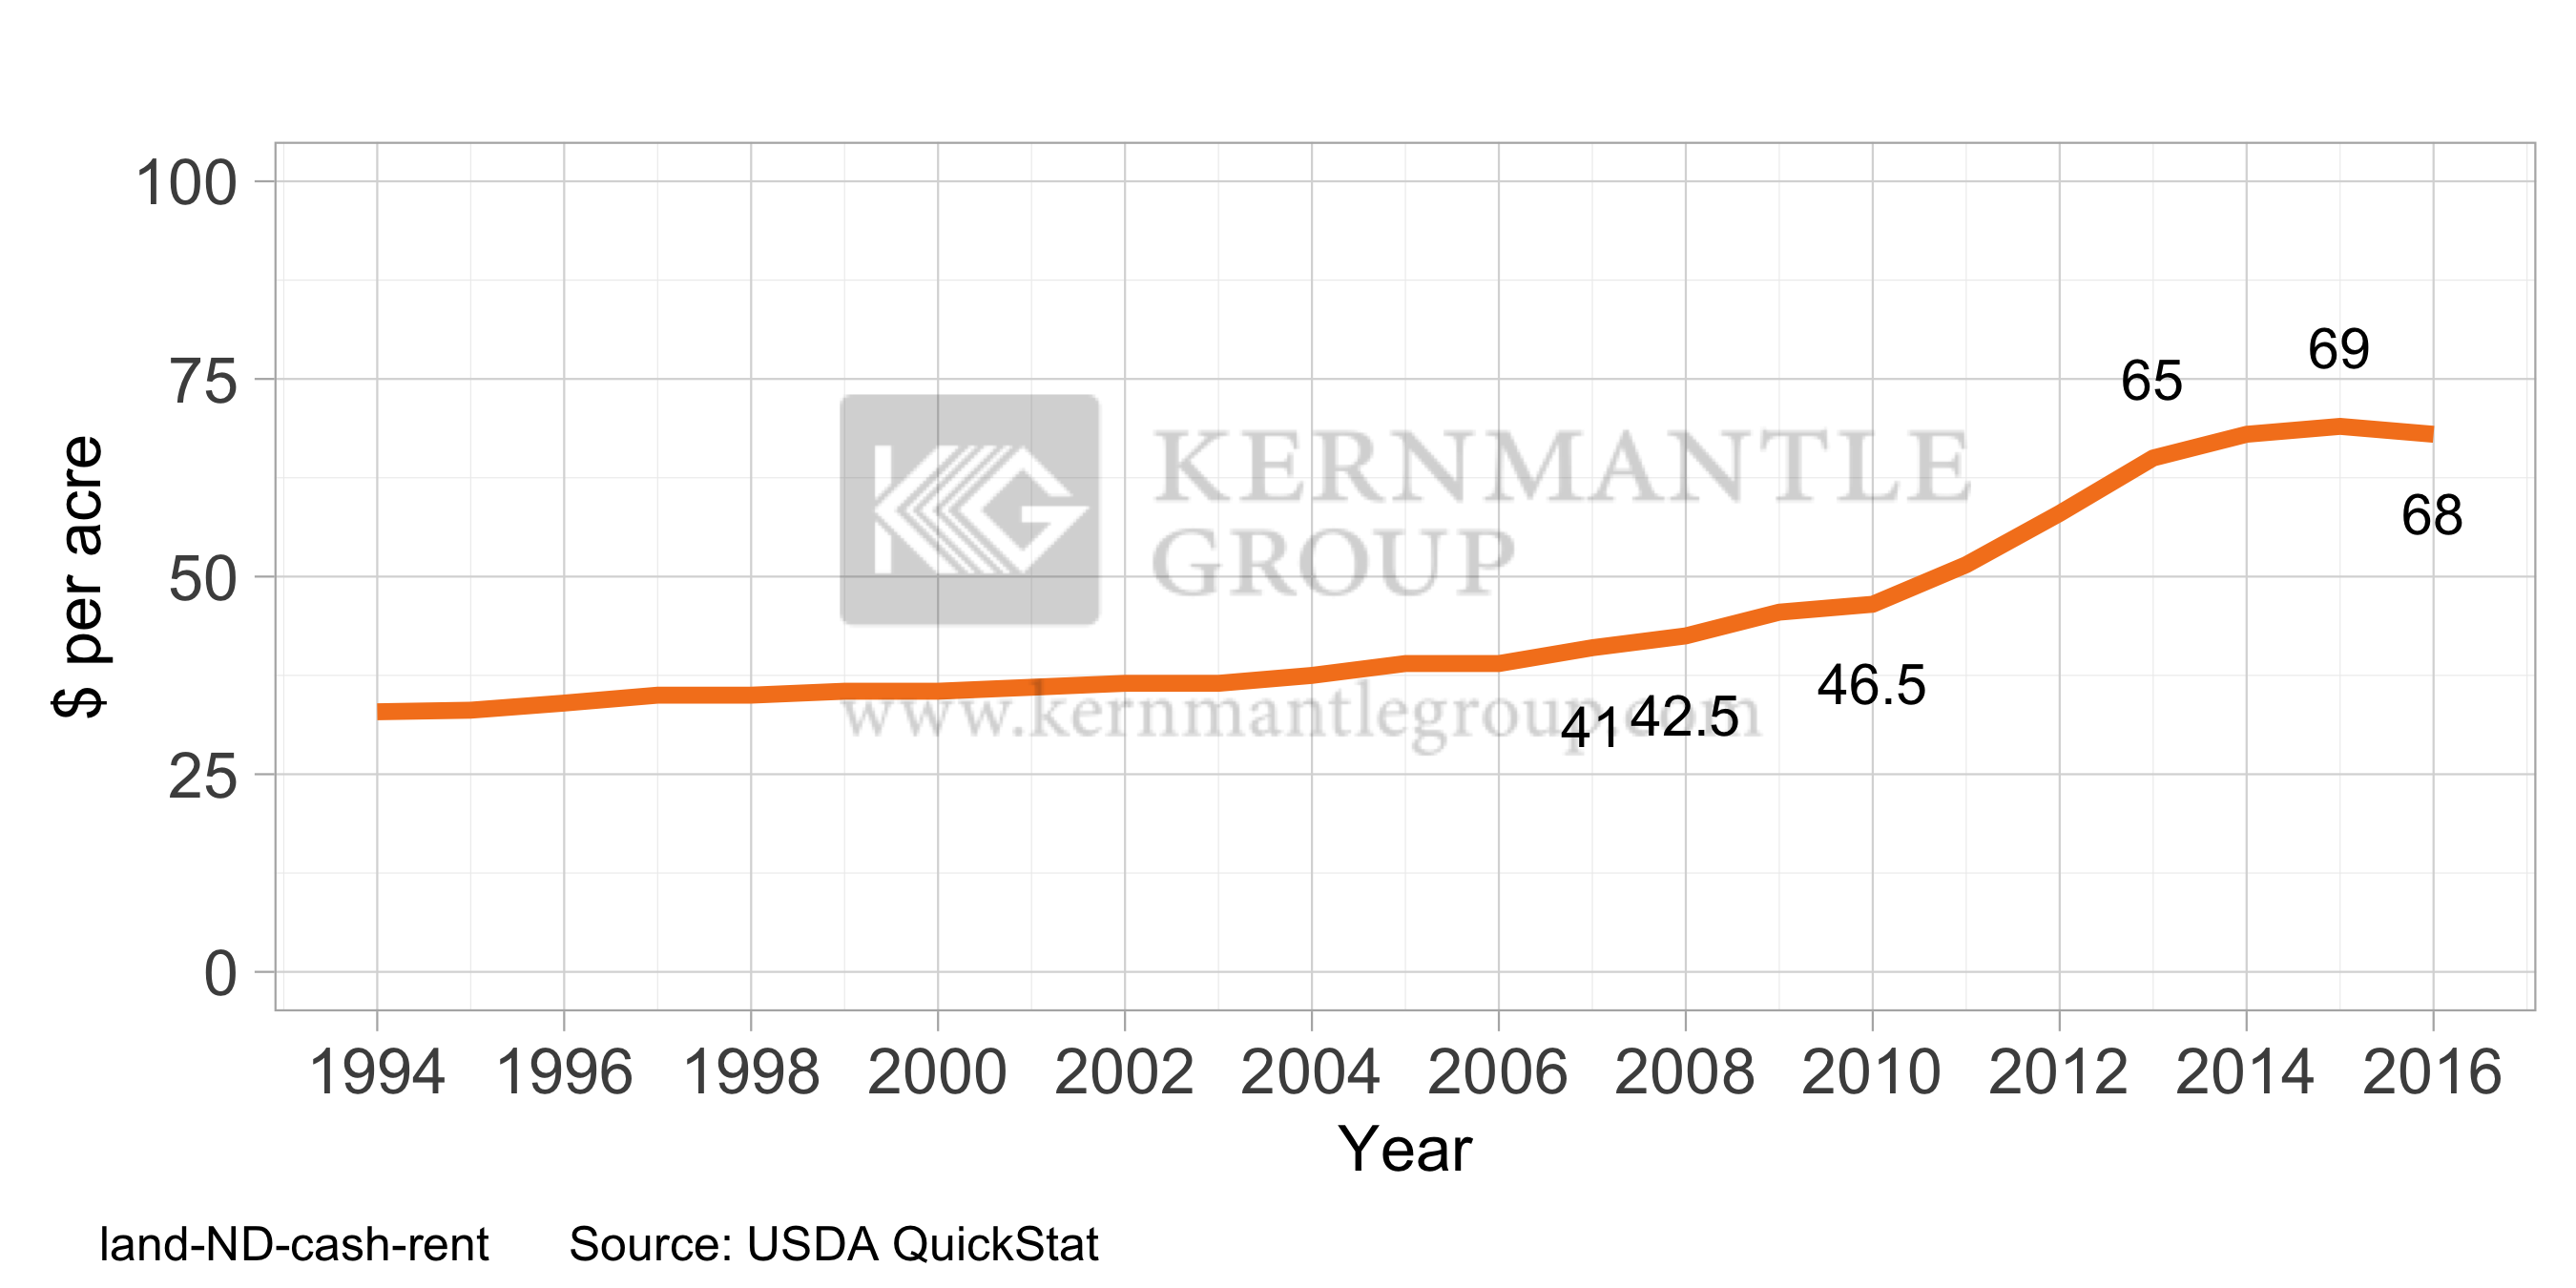 100
75
50
25
0
$ per acre
65
69
68
46.5
41
42.5
KERNMANTLE
GROUP
www.kernmantlegroup.com
1994 1996 1998 2000 2002 2004 2006 2008 2010 2012 2014 2016
Year
land-ND-cash-rent Source: USDA QuickStat